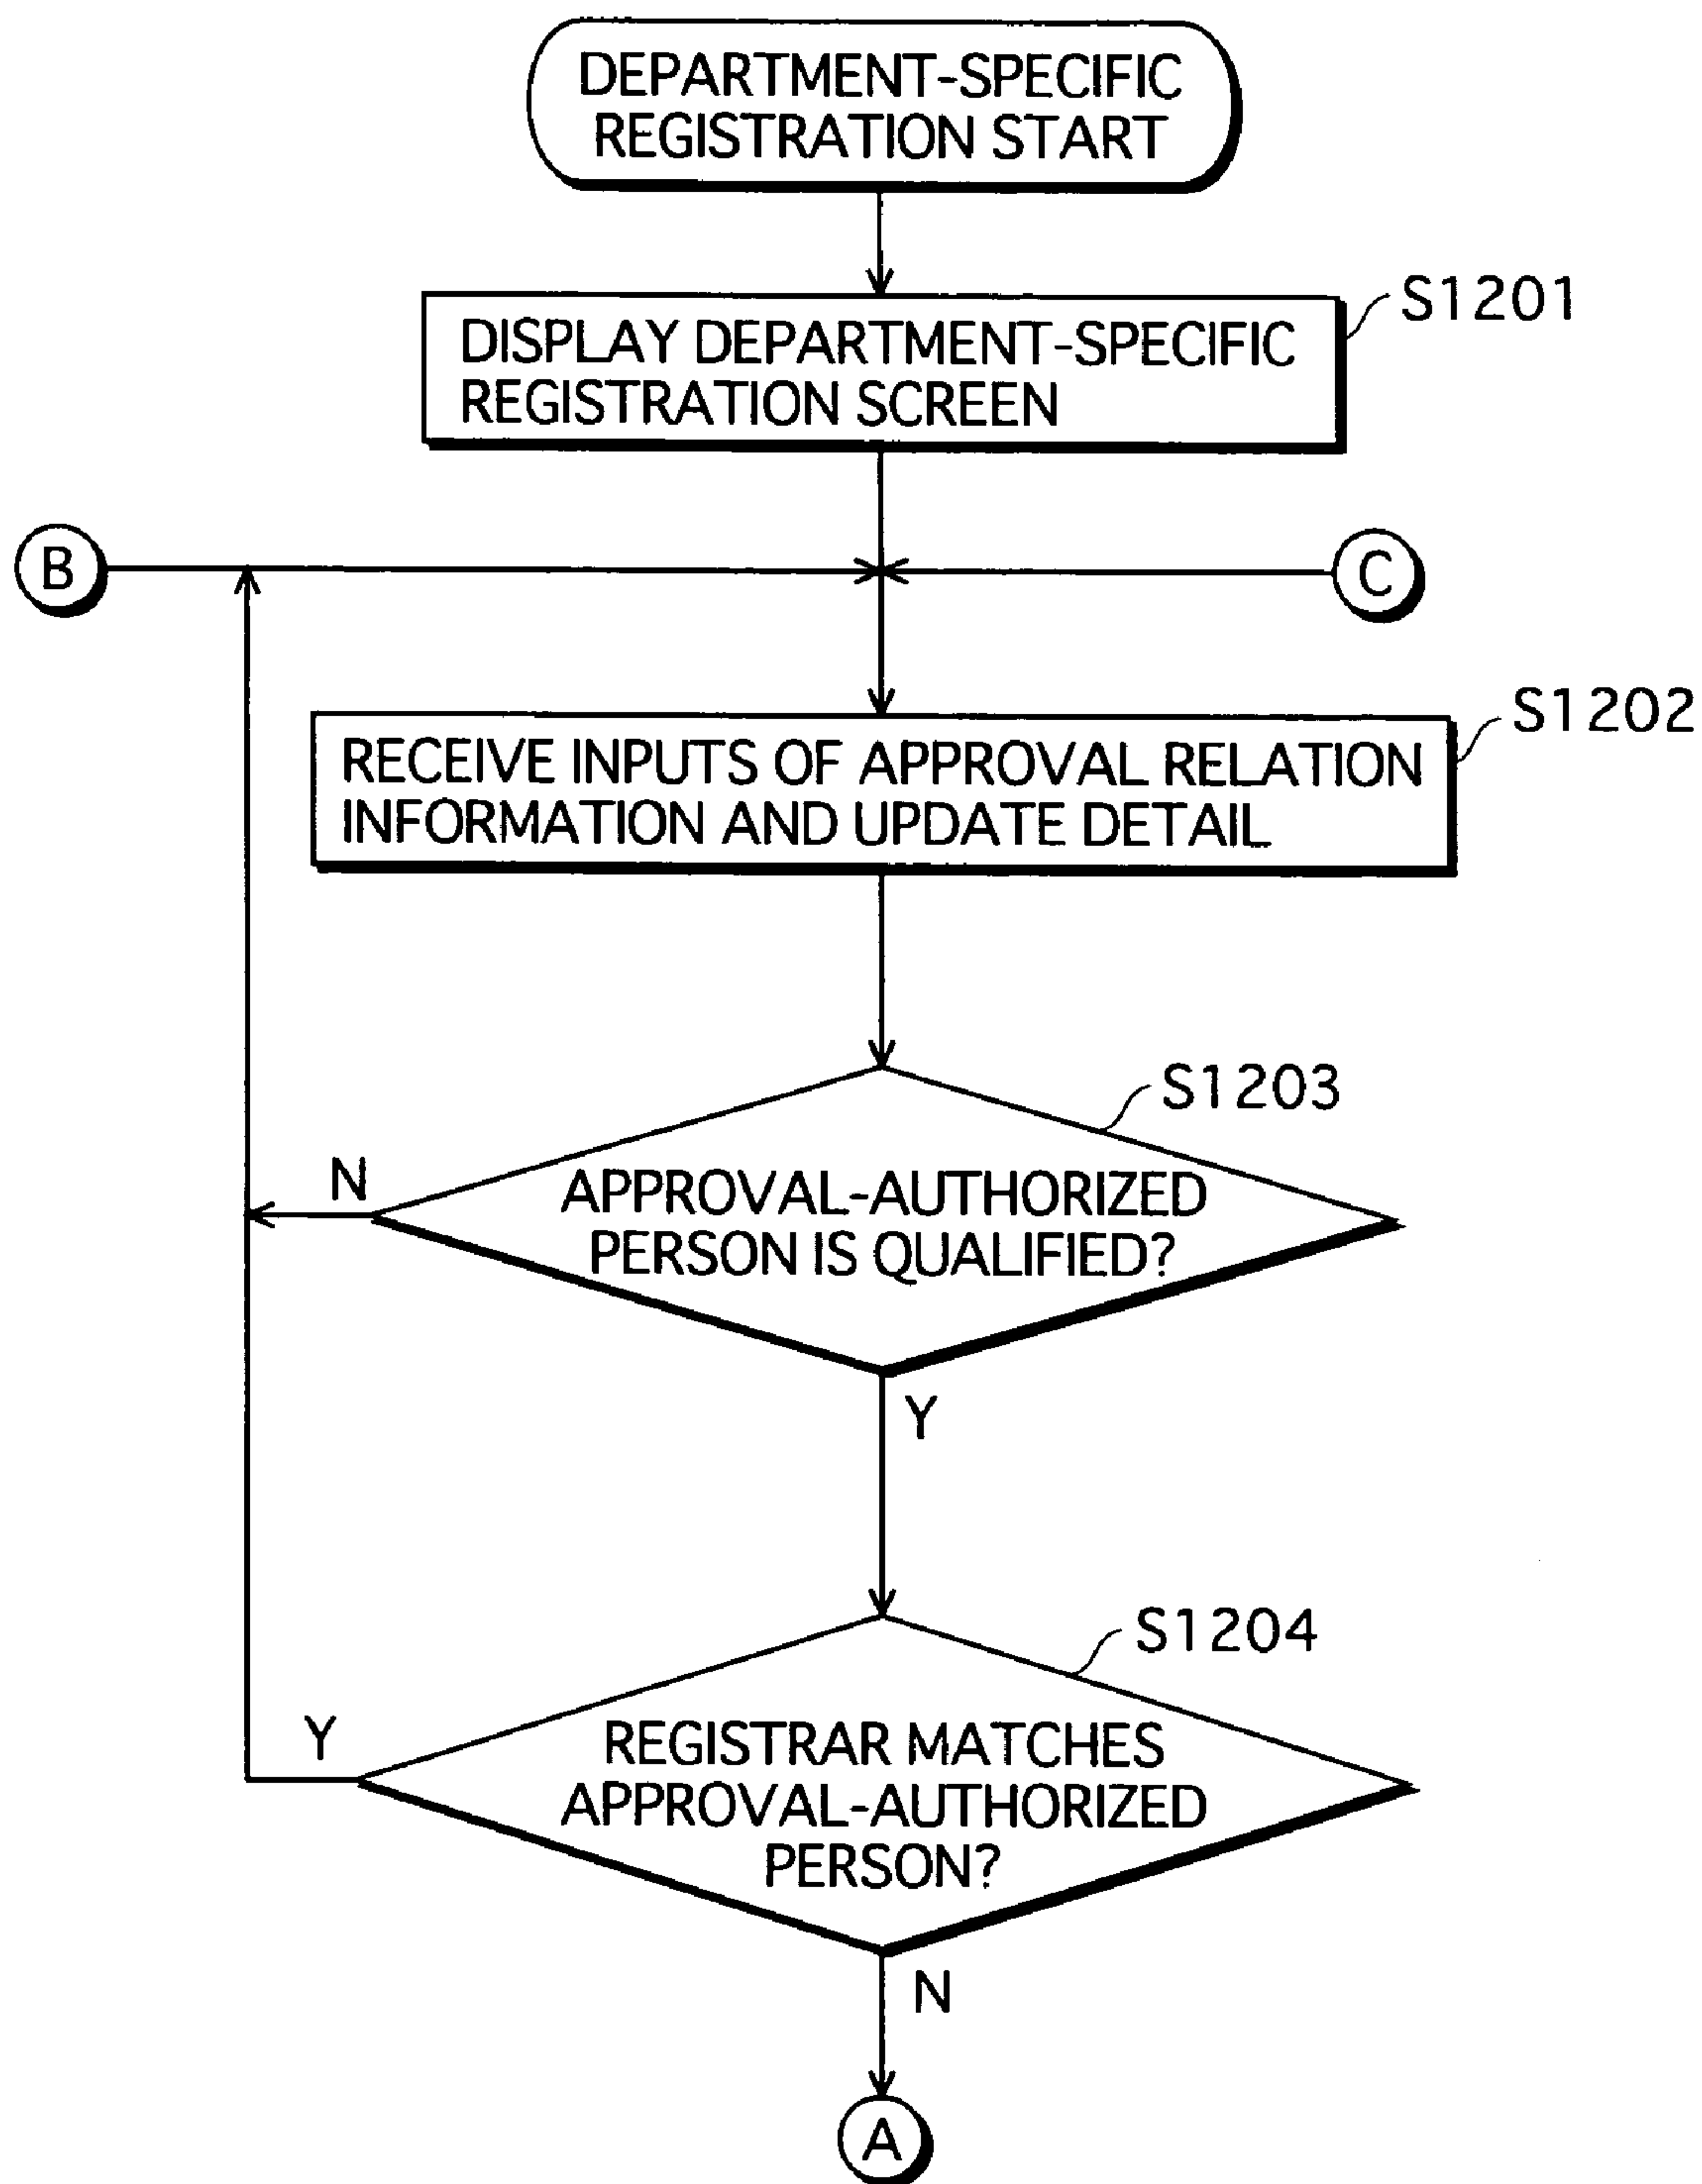 DEPARTMENT-SPECIFIC
REGISTRATION START
S1201
DISPLAY DEPARTMENT-SPECIFIC
REGISTRATION SCREEN
B
C
S1202
RECEIVE INPUTS OF APPROVAL RELATION
INFORMATION AND UPDATE DETAIL
S1203
N
APPROVAL-AUTHORIZED
PERSON IS QUALIFIED?
Y
S1204
Y
REGISTRAR MATCHES
APPROVAL-AUTHORIZED
PERSON?
N
A